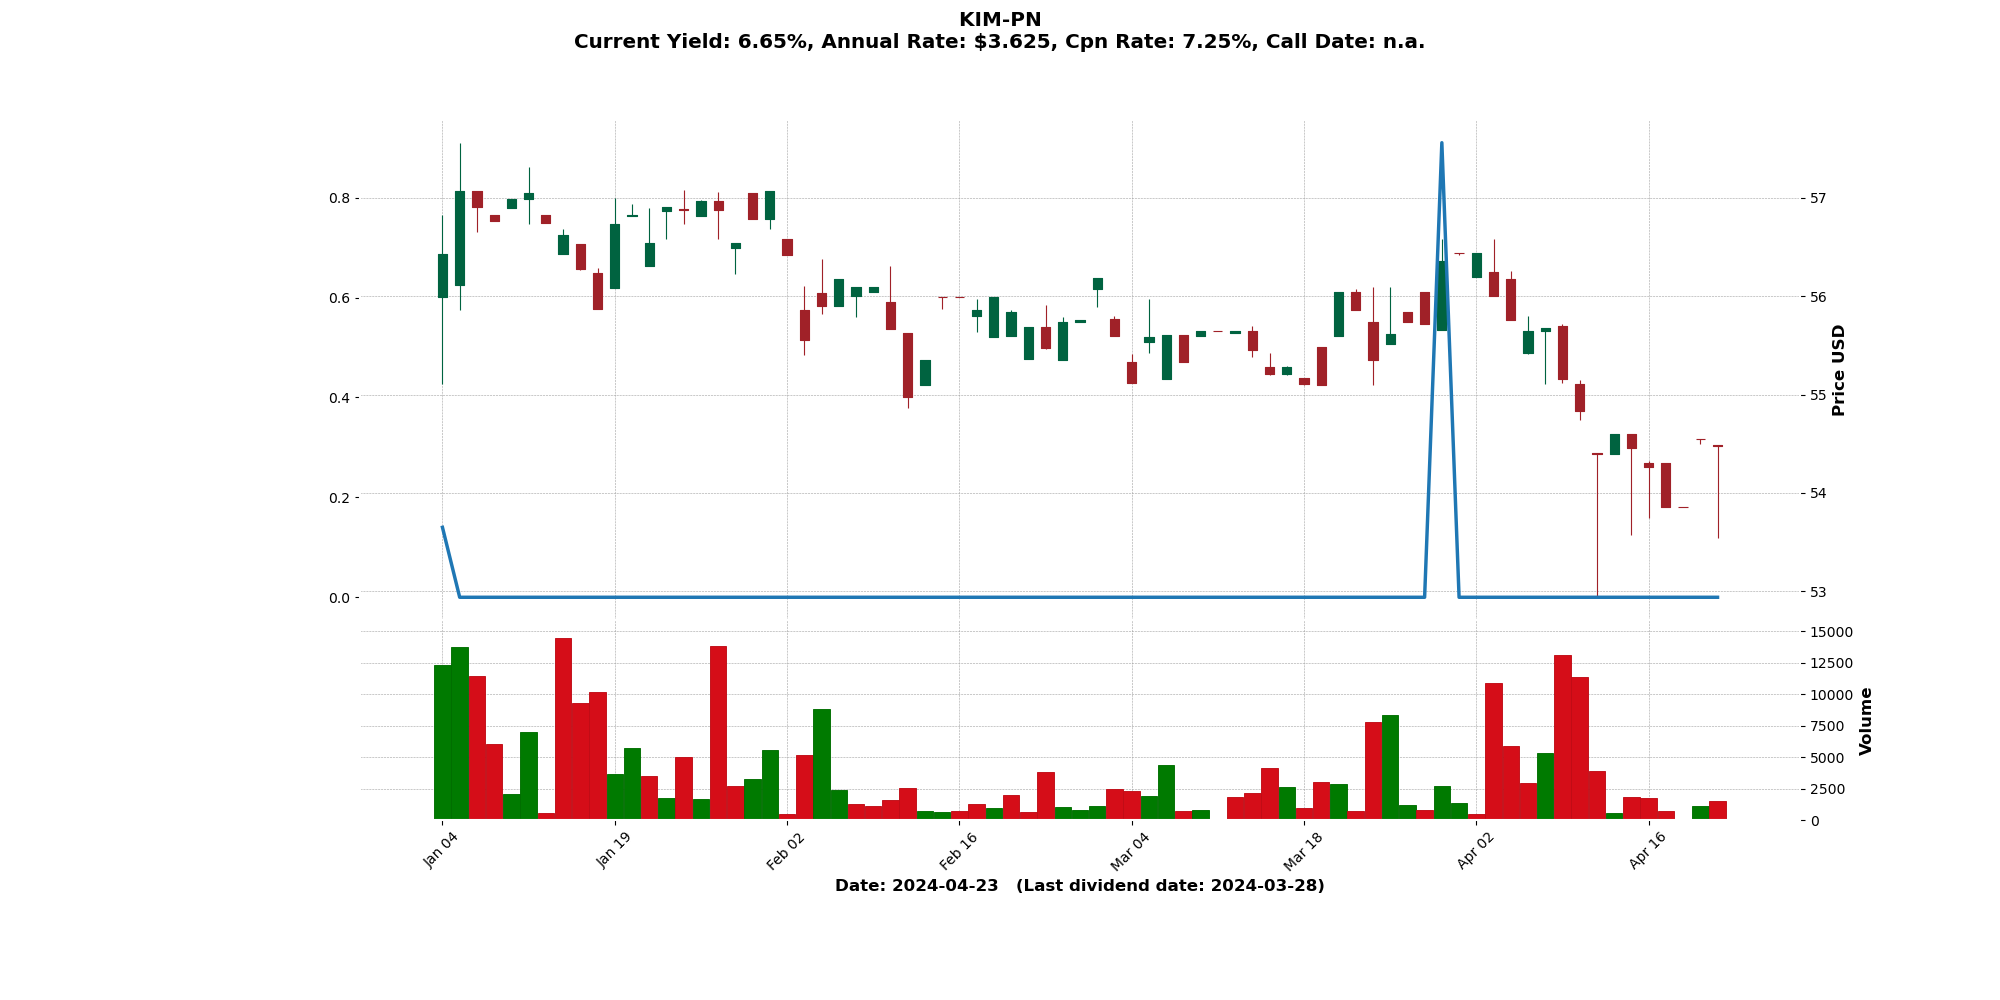 KIM-PN
Current Yield: 6.65%, Annual Rate: $3.625, Cpn Rate: 7.25%, Call Date: n.a.
0.8
0.6
0.4
0.2
0.0
57
56
55
54
53
Price USD
15000
12500
10000
7500
5000
2500
0
Volume
Jan 04
Jan 19
Feb 02
Feb 16
Mar 04
Mar 18
Apr 02
Apr 16
Date: 2024-04-23 (Last dividend date: 2024-03-28)